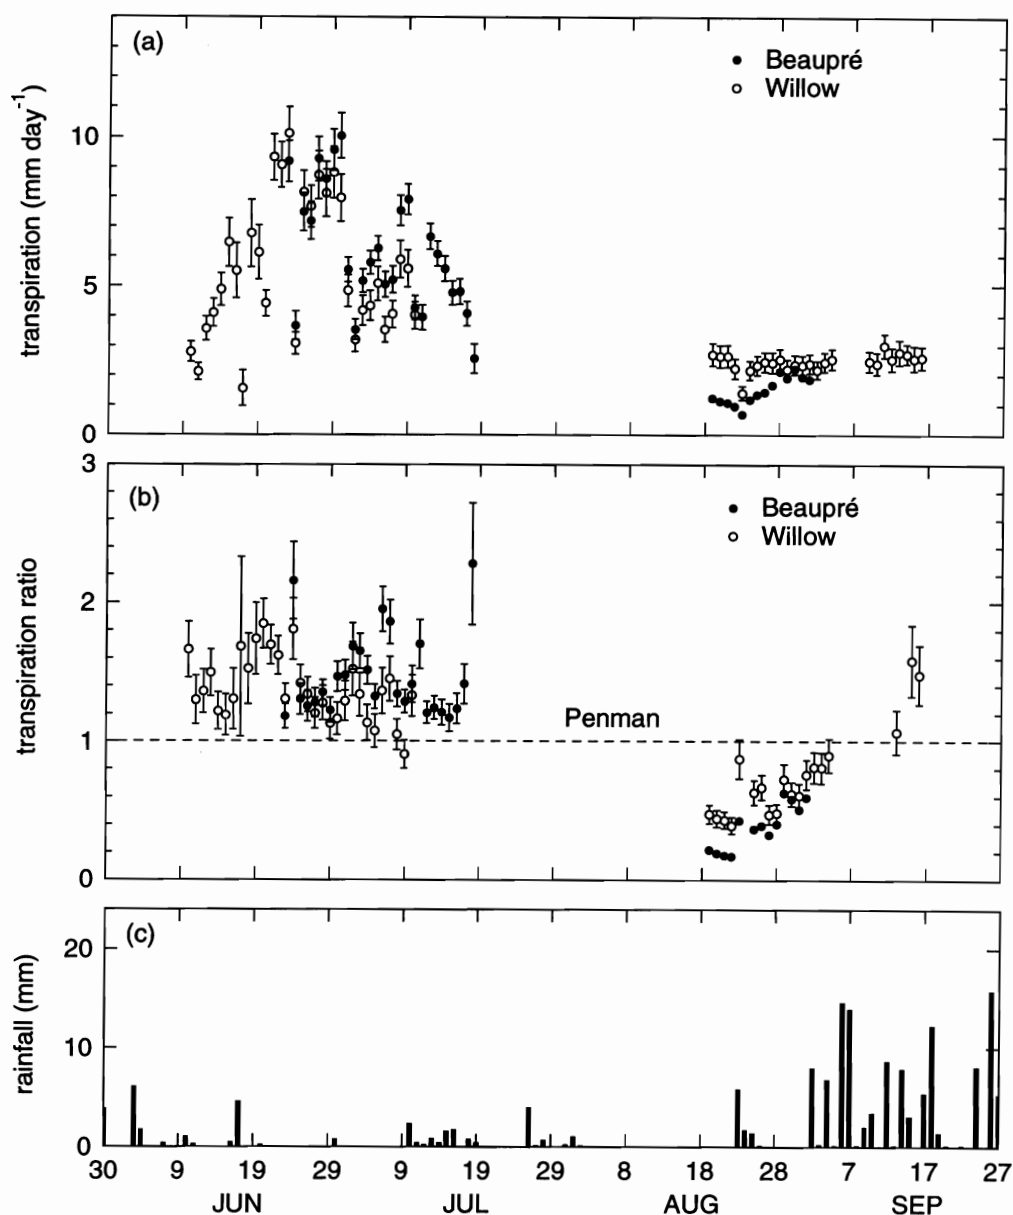 (a)
Beaupré
Willow
transpiration (mm day-1)
10
5
0
3
(b)
Beaupré
Willow
transpiration ratio
2
Penman
1
0
(c)
rainfall (mm)
20
10
0
30 9 19 29 9 19 29 8 18 28 7 17 27
JUN JUL AUG SEP